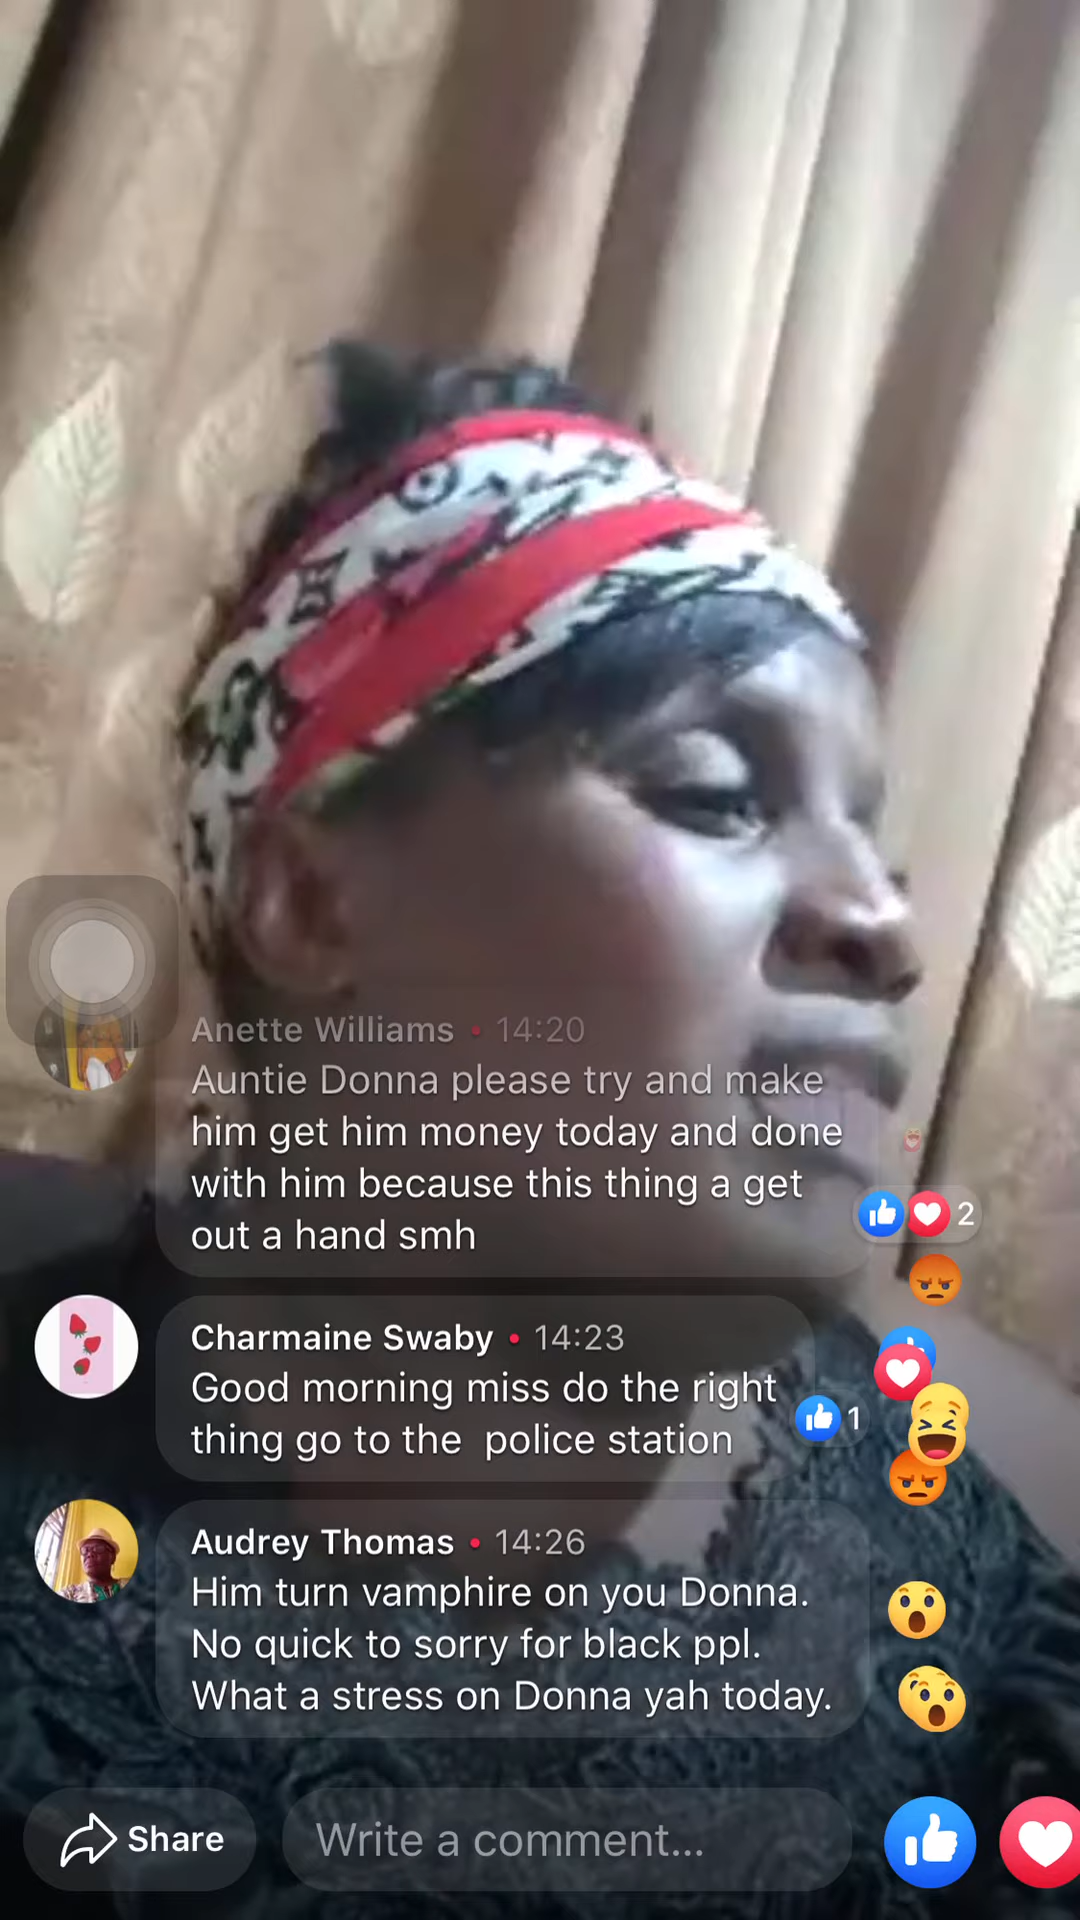 Anette Williams • 14:20
Auntie Donna please try and make
him get him money today and done
with him because this thing a get
out a hand smh
2
Charmaine Swaby • 14:23
Good morning miss do the right
thing go to the  police station
1
Audrey Thomas • 14:26
Him turn vamphire on you Donna.
No quick to sorry for black ppl.
What a stress on Donna yah today.
Share
Write a comment...